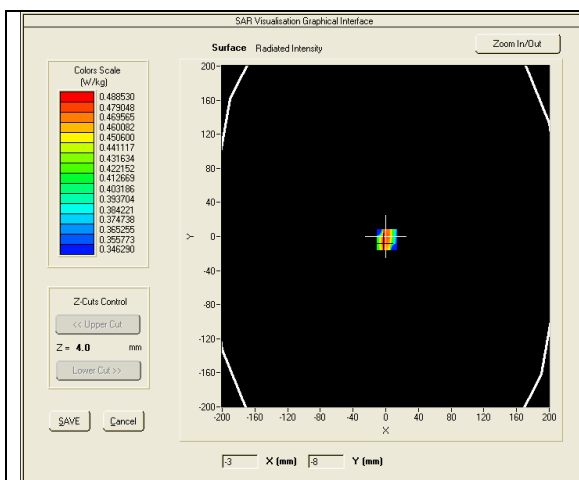 SAR Visualisation Graphical Interface
Surface Radiated Intensity
Zoom In/Out
Colors Scale
(W/kg)
0.488530
0.479048
0.469565
0.460082
0.450600
0.441117
0.431634
0.422152
0.412669
0.403186
0.393704
0.384221
0.374738
0.365255
0.355773
0.346290
Z-Cuts Control
<< Upper Cut
Z = 4.0 mm
Lower Cut >>
SAVE Cancel
Y
200
160
120
80
40
0
-40
-80
-120
-160
-200
-200 -160 -120 -80 -40 0 40 80 120 160 200
X
-3 X (mm) -8 Y (mm)